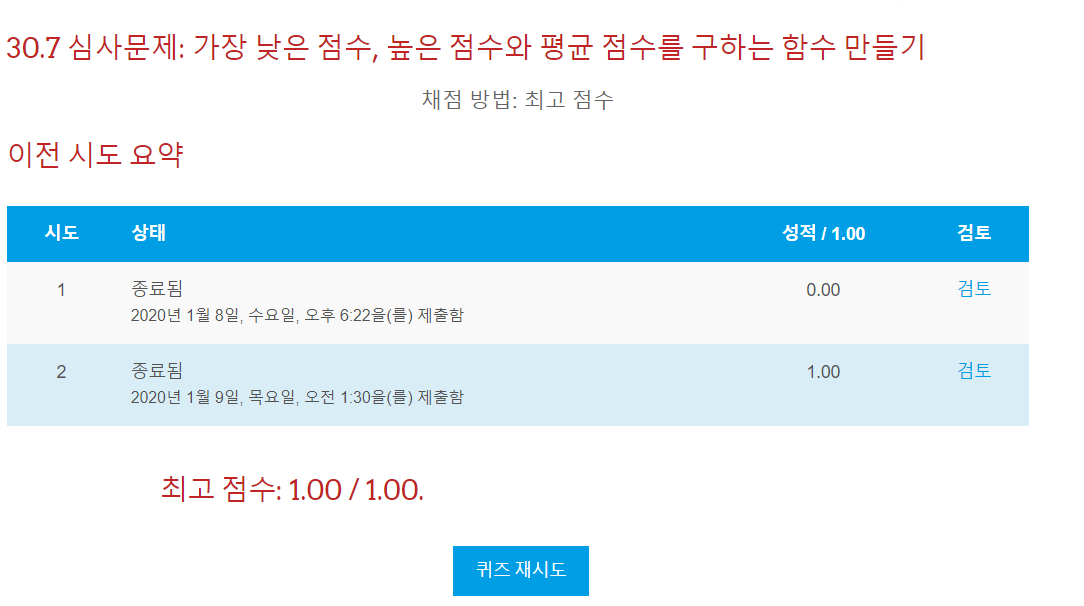 30.7 심사문제: 가장 낮은 점수, 높은 점수와 평균 점수를 구하는 함수 만들기
채점 방법: 최고 점수
이전 시도 요약
시도 상태 성적 / 1.00 검토
1 종료됨 0.00 검토
2020년 1월 8일, 수요일, 오후 6:22을(를) 제출함
2 종료됨 1.00 검토
2020년 1월 9일, 목요일, 오전 1:30을(를) 제출함
최고 점수: 1.00 / 1.00.
퀴즈 재시도